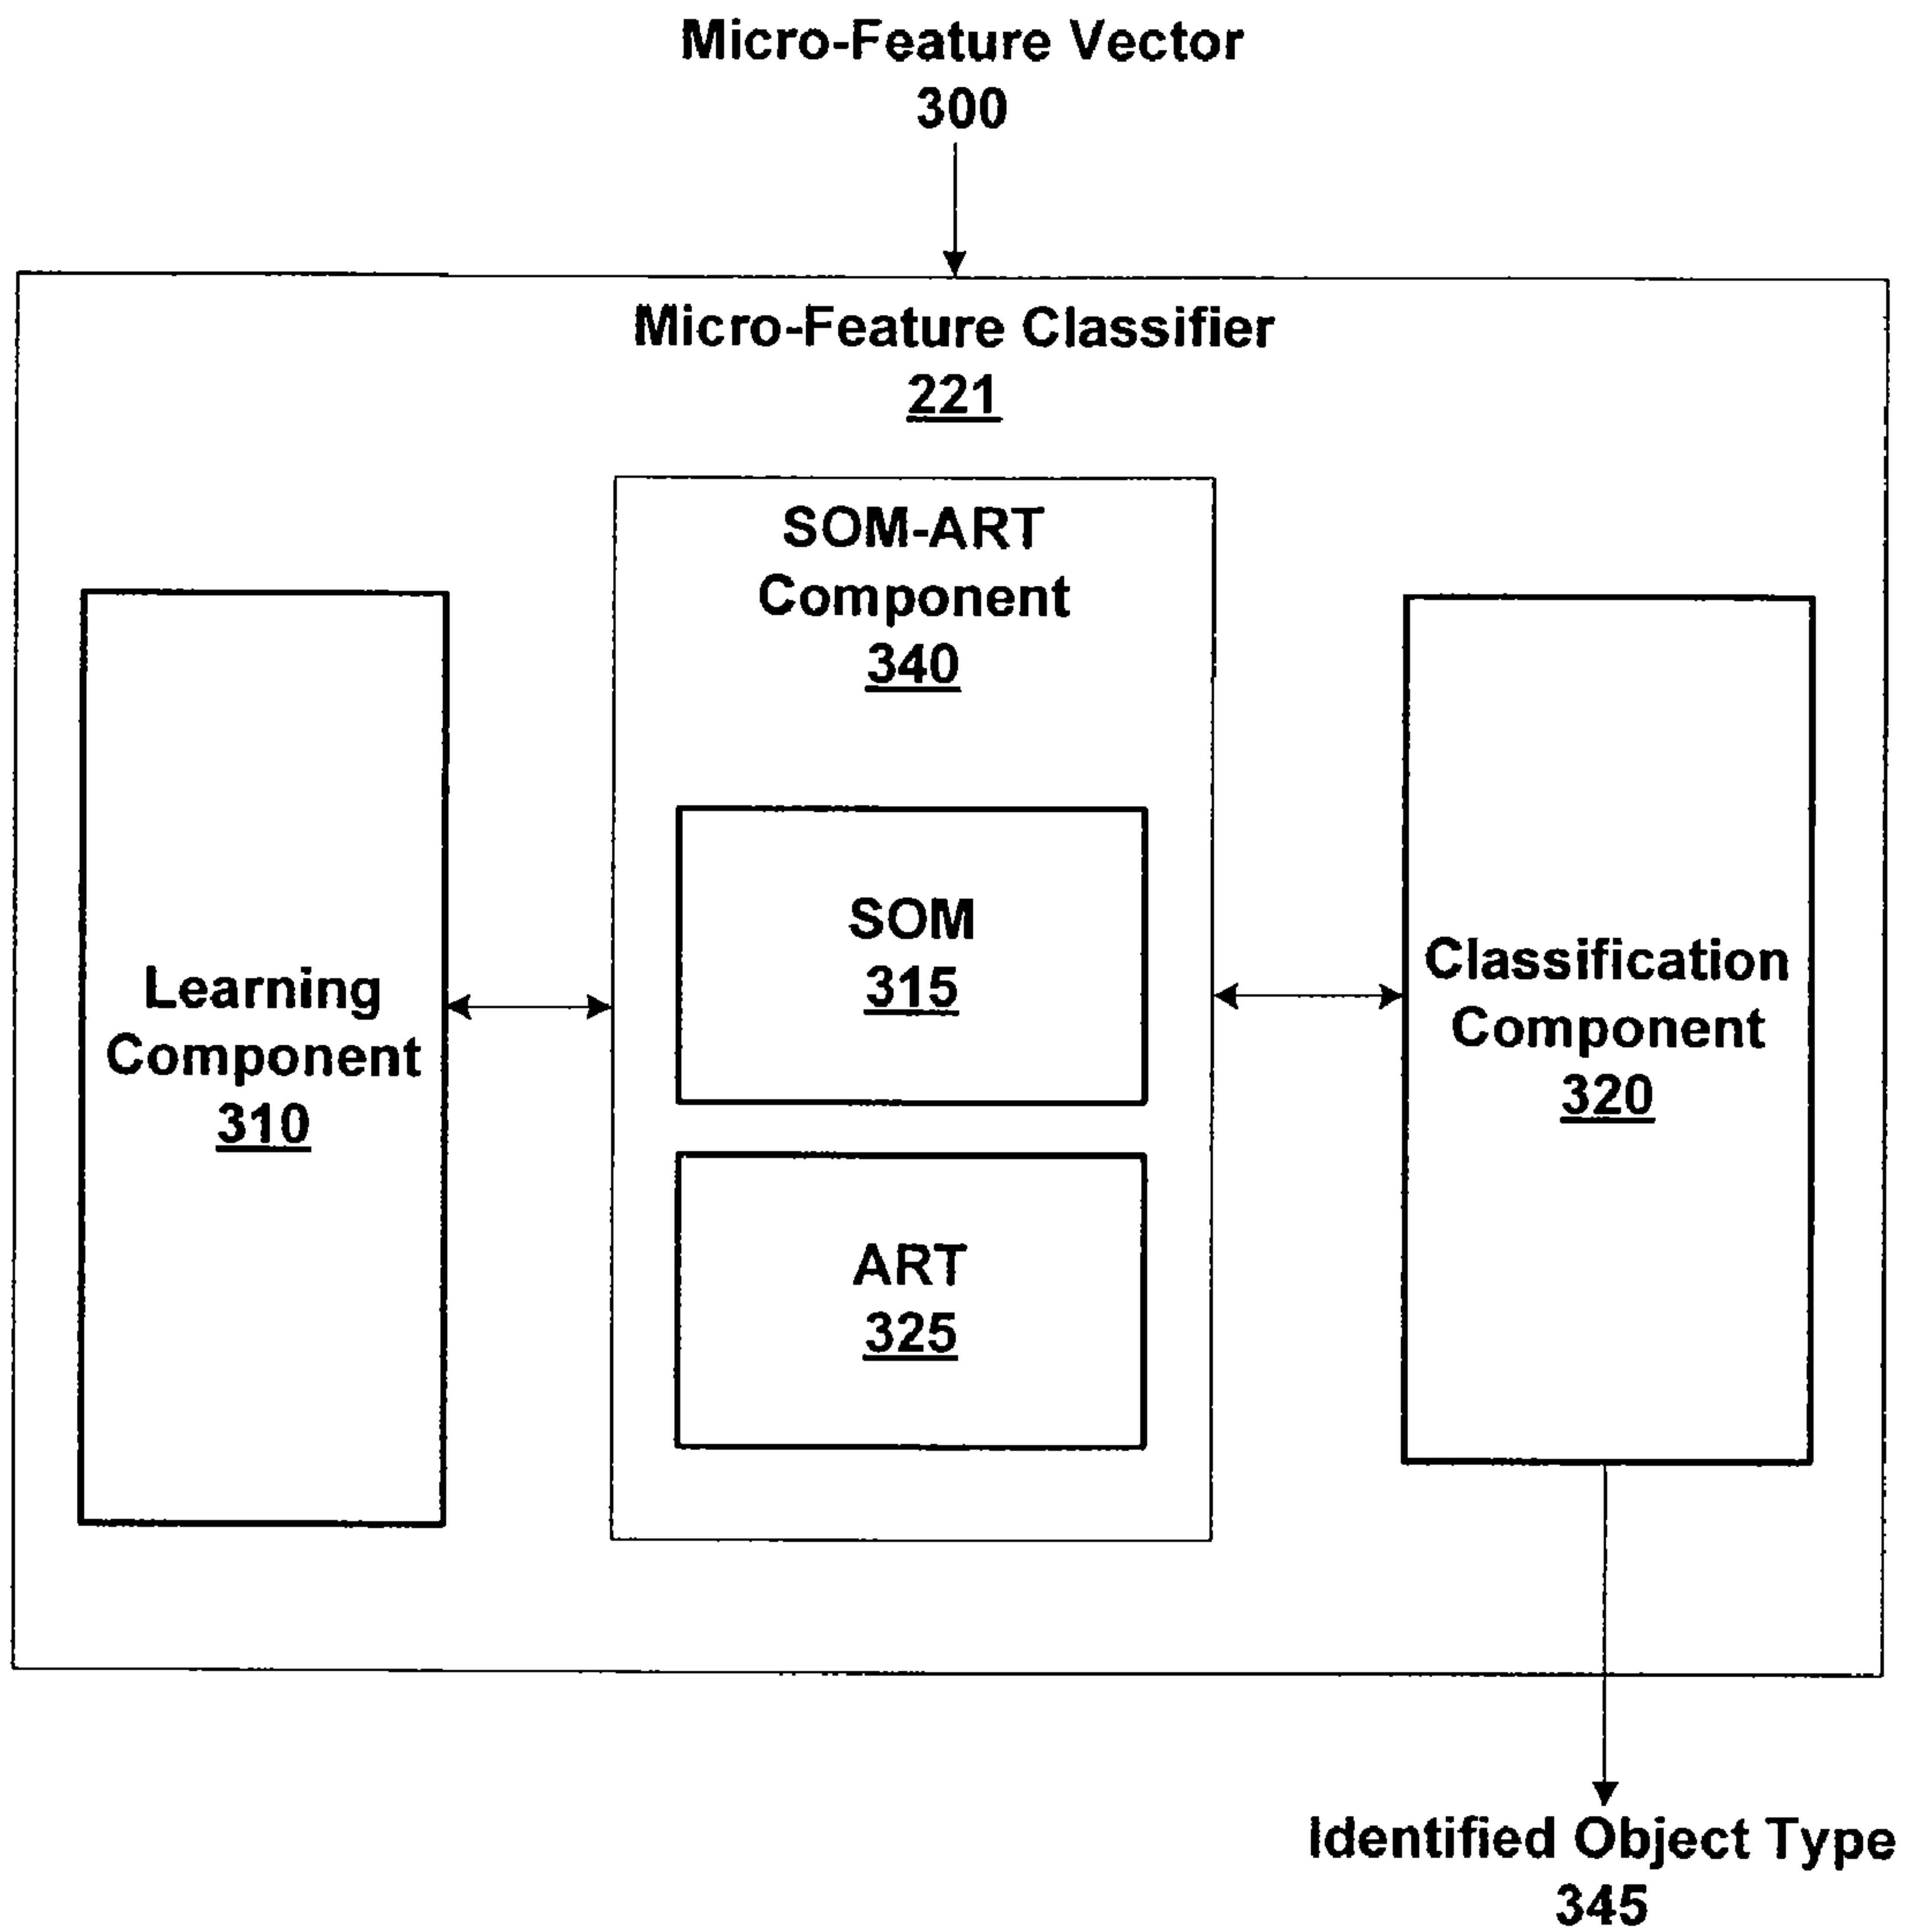 Micro-Feature Vector
300
Micro-Feature Classifier
221
SOM-ART
Component
340
Learning
Component
310
SOM
315
ART
325
Classification
Component
320
Identified Object Type
345